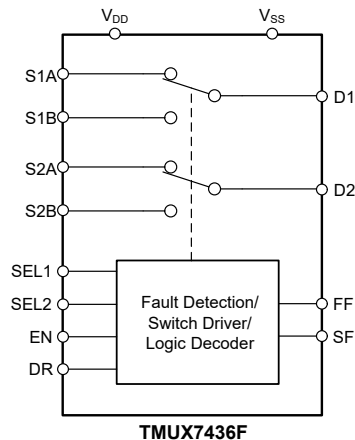 VDD
VSS
S1A
D1
S1B
S2A
D2
S2B
SEL1
SEL2
EN
DR
Fault Detection/
Switch Driver/
Logic Decoder
FF
SF
TMUX7436F